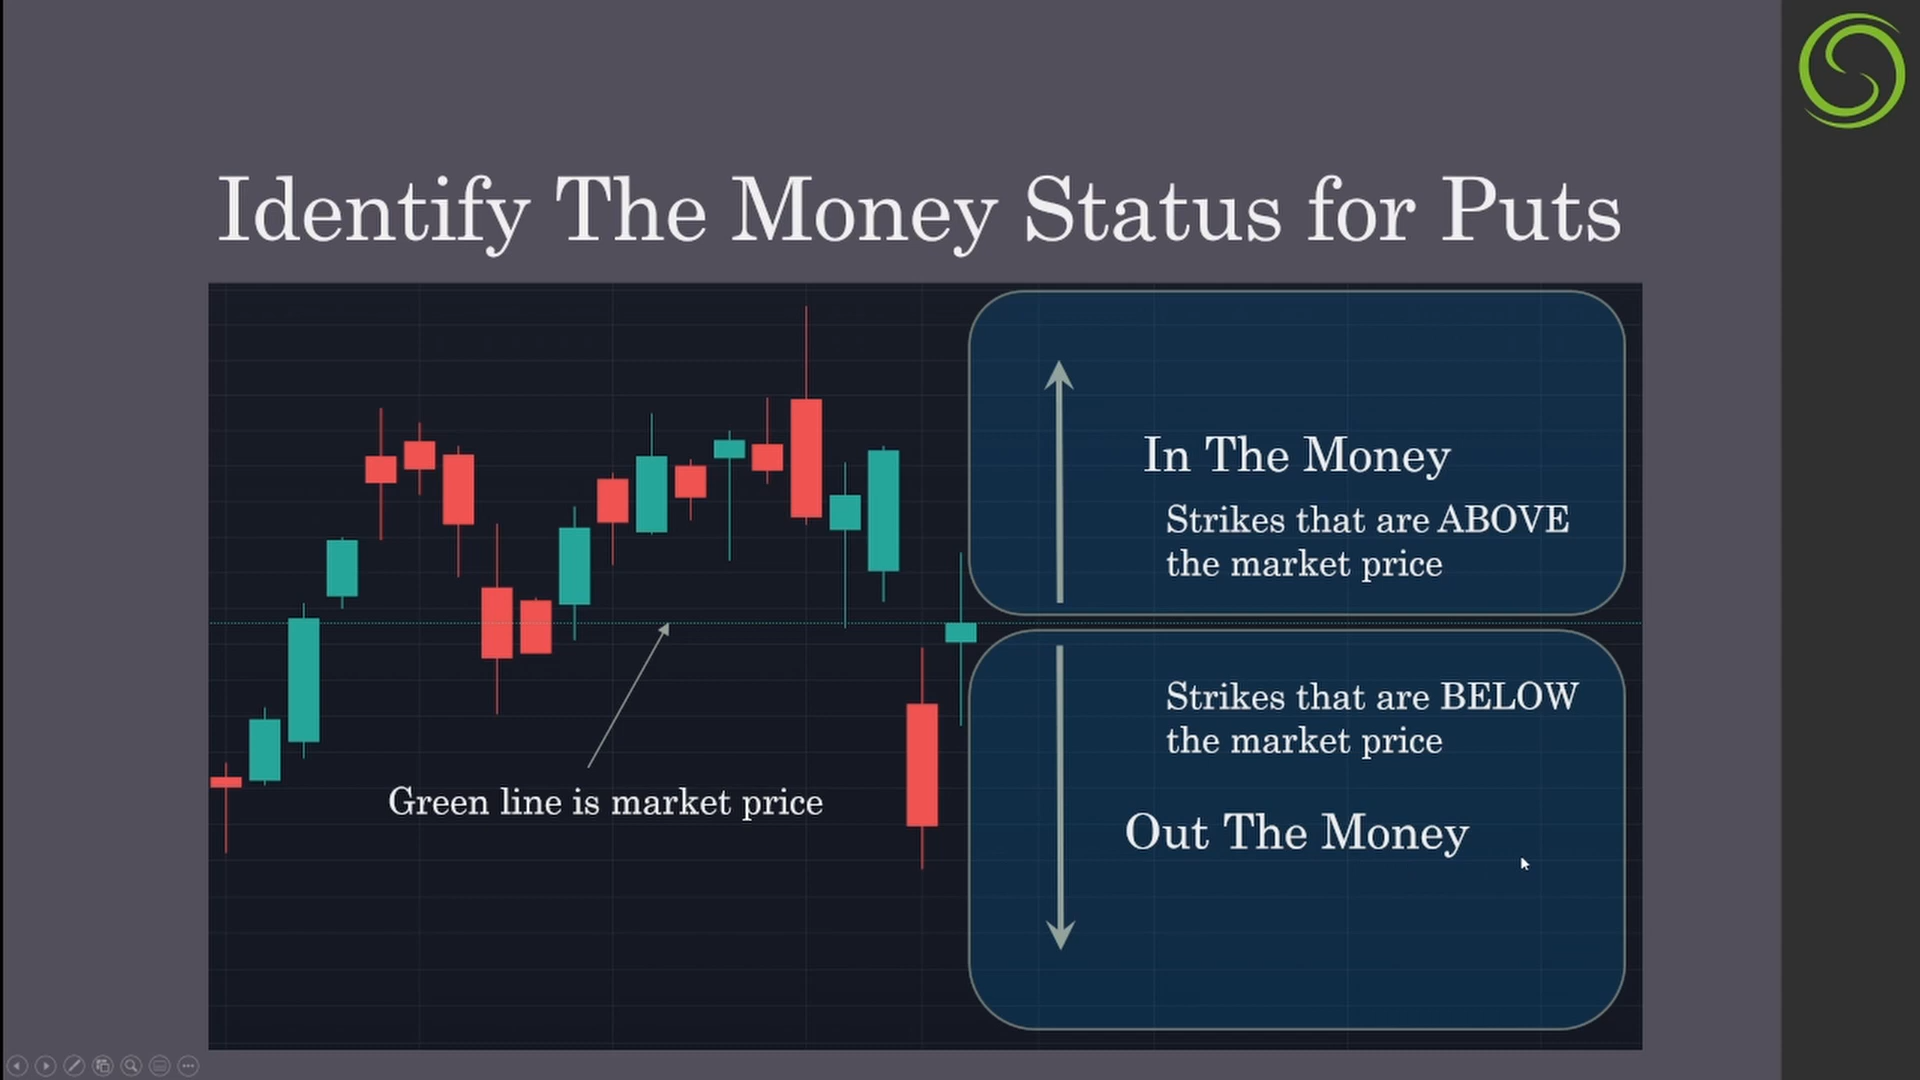 Identify The Money Status for Puts
In The Money
Strikes that are ABOVE
the market price
Strikes that are BELOW
the market price
Green line is market price
Out The Money